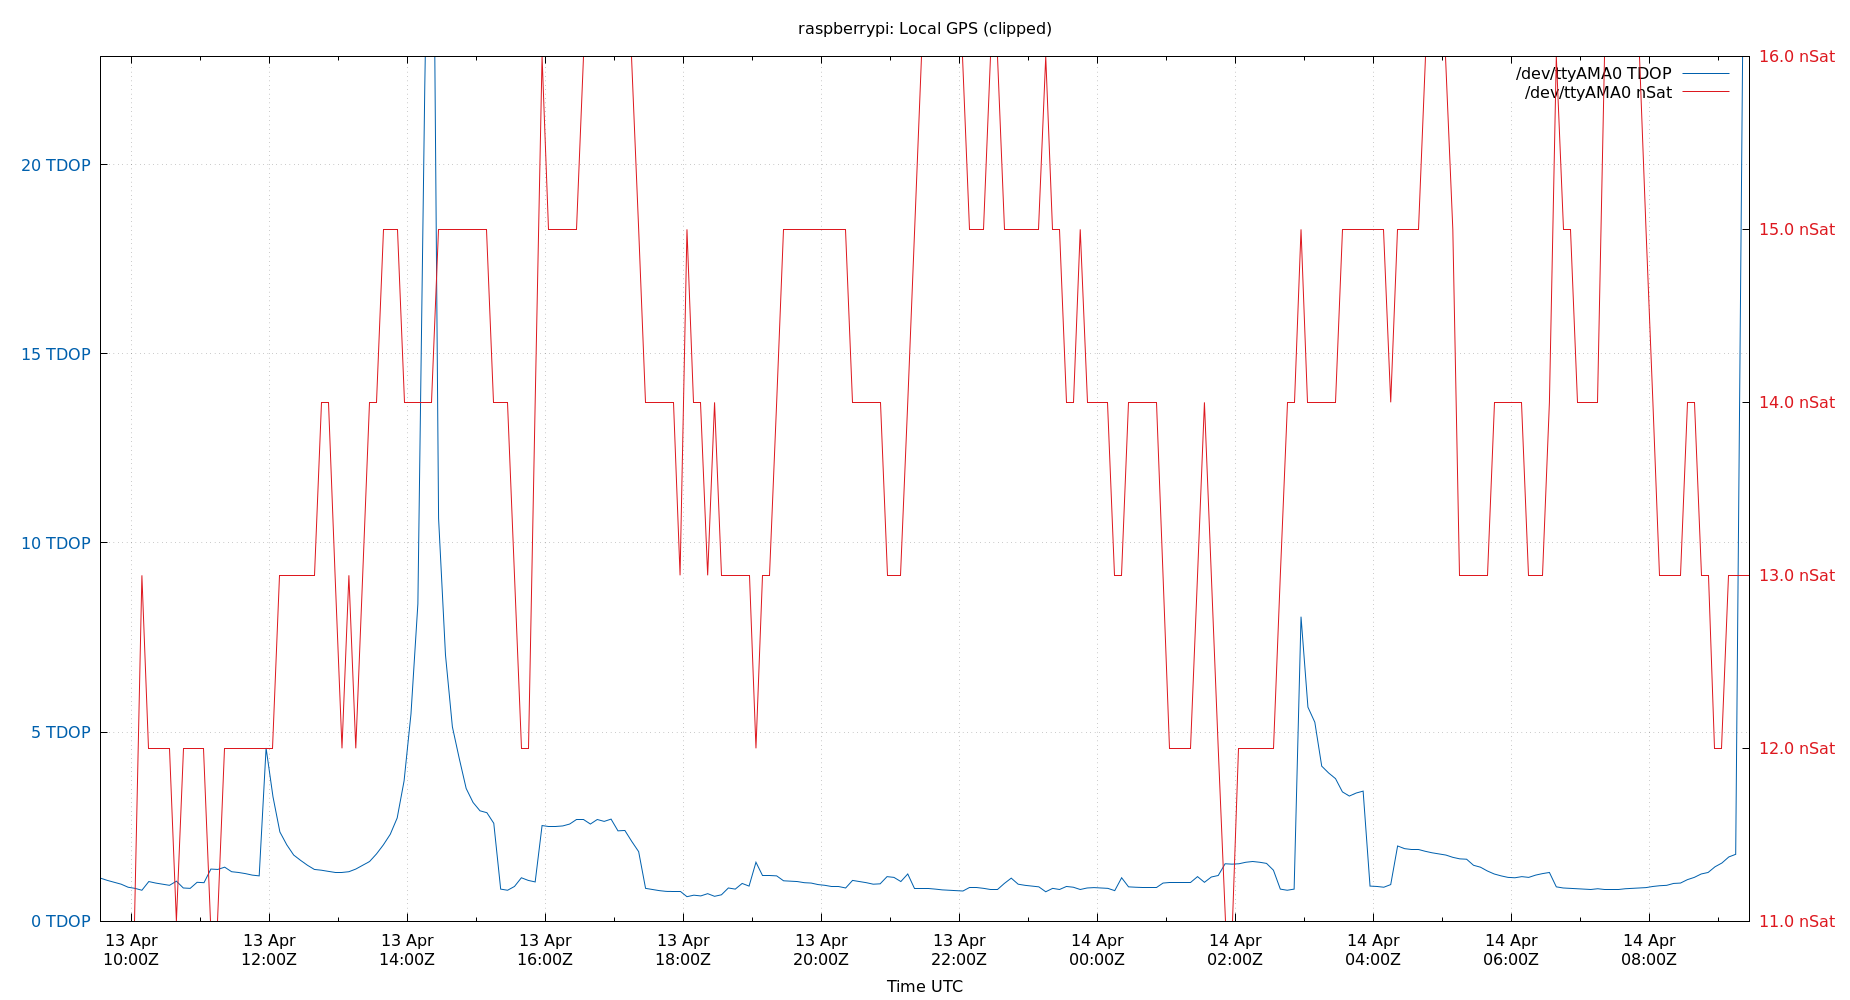 raspberrypi: Local GPS (clipped)
16.0 nSat
/dev/ttyAMA0 TDOP
/dev/ttyAMA0 nSat
20 TDOP
15.0 nSat
15 TDOP
14.0 nSat
10 TDOP
13.0 nSat
5 TDOP
12.0 nSat
0 TDOP
11.0 nSat
13 Apr 13 Apr 13 Apr 13 Apr 13 Apr 13 Apr 13 Apr 14 Apr 14 Apr 14 Apr 14 Apr 14 Apr
10:00Z 12:00Z 14:00Z 16:00Z 18:00Z 20:00Z 22:00Z 00:00Z 02:00Z 04:00Z 06:00Z 08:00Z
Time UTC